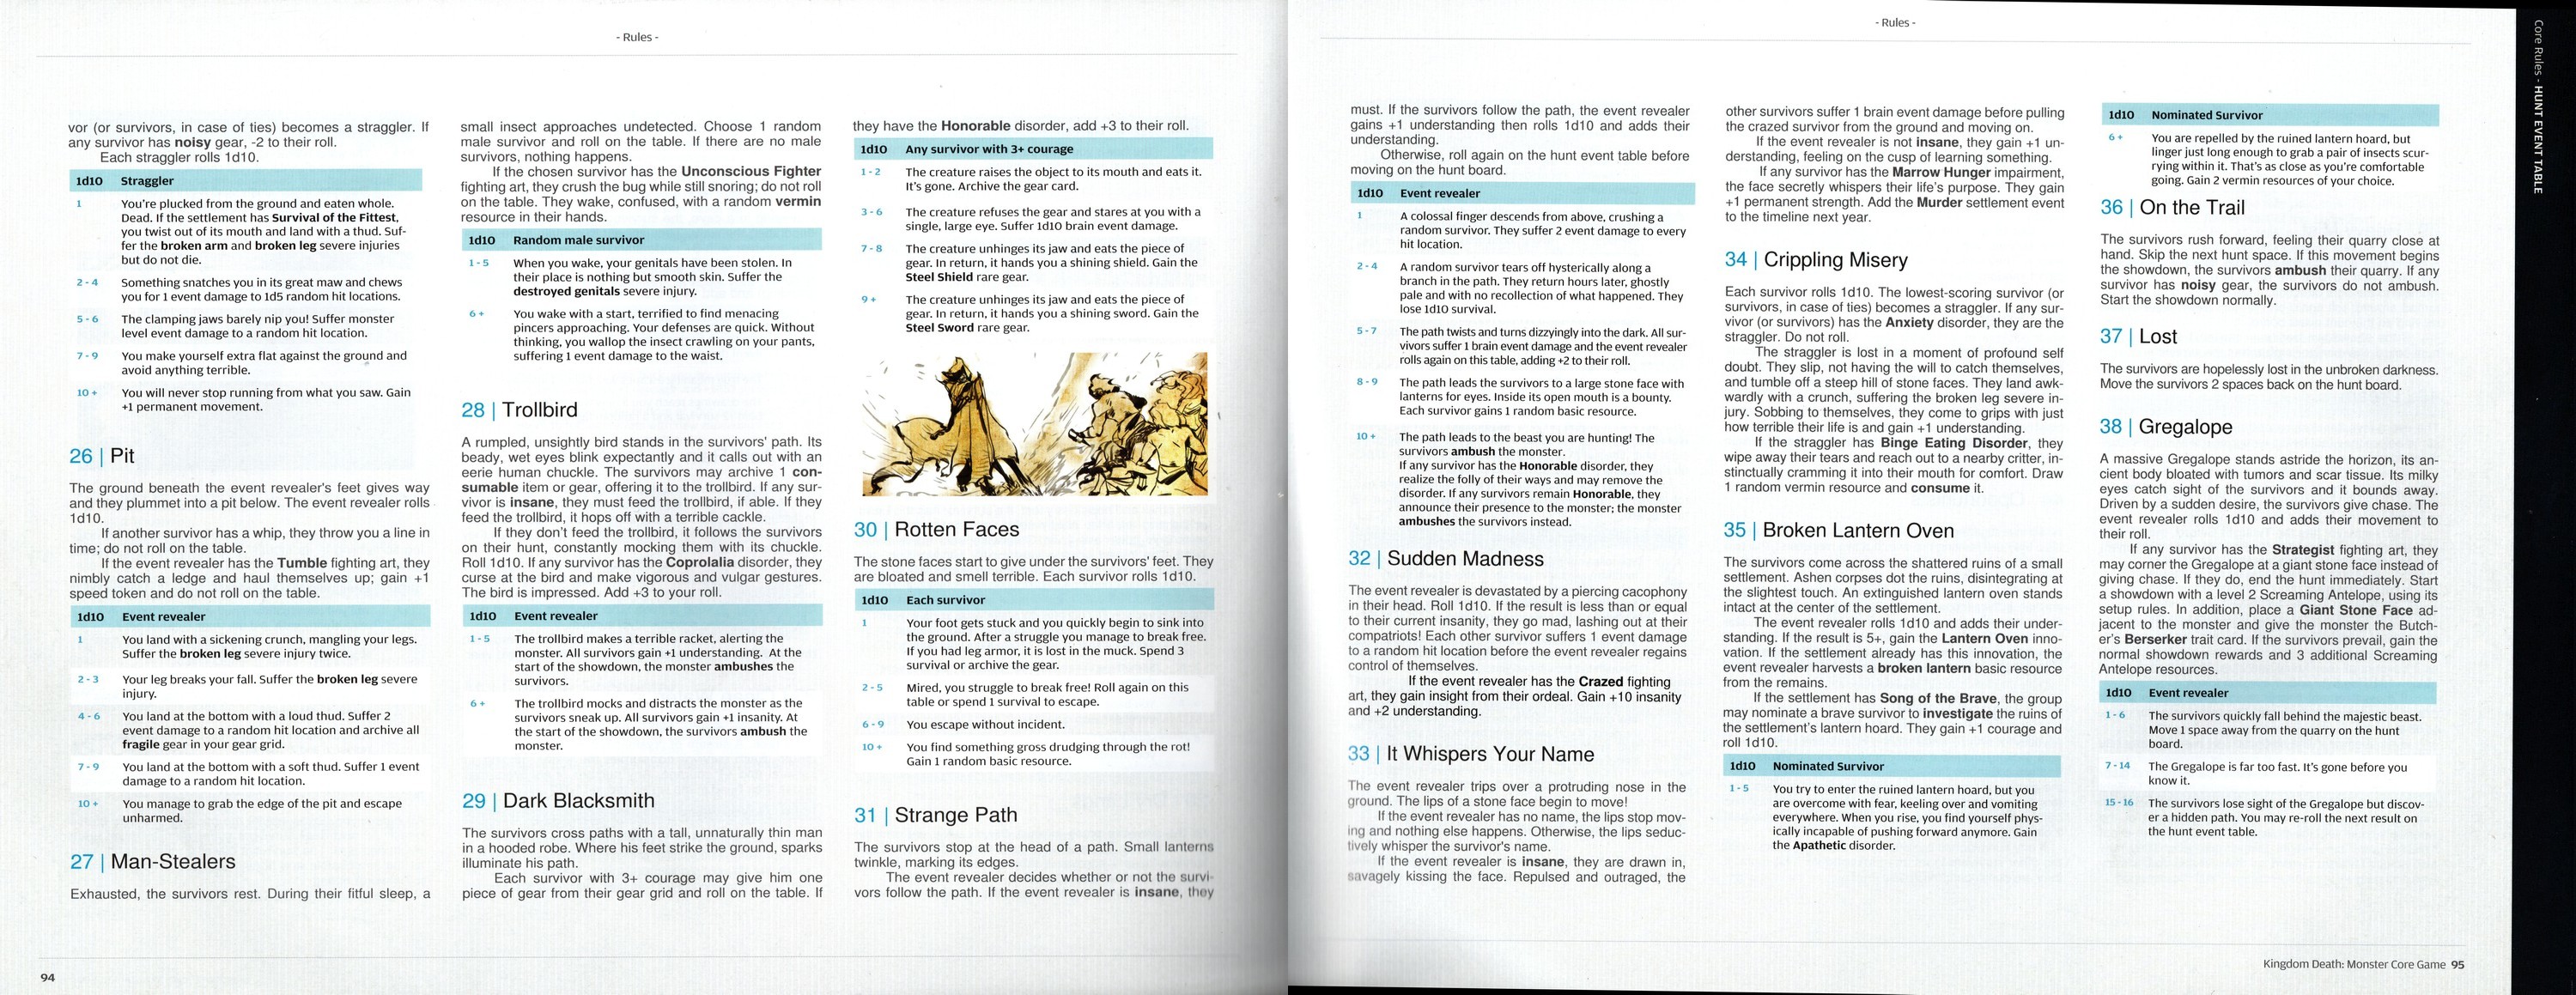 - Rules -
vor (or survivors, in case of ties) becomes a straggler. If
any survivor has noisy gear, -2 to their roll.
Each straggler rolls 1d10.
1d10 Straggler
1 You're plucked from the ground and eaten whole.
Dead. If the settlement has Survival of the Fittest,
you twist out of its mouth and land with a thud. Suf-
fer the broken arm and broken leg severe injuries
but do not die.
2 - 4 Something snatches you in its great maw and chews
you for 1 event damage to 1d5 random hit locations.
5 - 6 The clamping jaws barely nip you! Suffer monster
level event damage to a random hit location.
7 - 9 You make yourself extra flat against the ground and
avoid anything terrible.
10 + You will never stop running from what you saw. Gain
+1 permanent movement.
26 | Pit
The ground beneath the event revealer's feet gives way
and they plummet into a pit below. The event revealer rolls
1d10.
If another survivor has a whip, they throw you a line in
time; do not roll on the table.
If the event revealer has the Tumble fighting art, they
nimbly catch a ledge and haul themselves up; gain +1
speed token and do not roll on the table.
1d10 Event revealer
1 You land with a sickening crunch, mangling your legs.
Suffer the broken leg severe injury twice.
2 - 3 Your leg breaks your fall. Suffer the broken leg severe
injury.
4 - 6 You land at the bottom with a loud thud. Suffer 2
event damage to a random hit location and archive all
fragile gear in your gear grid.
7 - 9 You land at the bottom with a soft thud. Suffer 1 event
damage to a random hit location.
10 + You manage to grab the edge of the pit and escape
unharmed.
27 | Man-Stealers
Exhausted, the survivors rest. During their fitful sleep, a
small insect approaches undetected. Choose 1 random
male survivor and roll on the table. If there are no male
survivors, nothing happens.
If the chosen survivor has the Unconscious Fighter
fighting art, they crush the bug while still snoring; do not roll
on the table. They wake, confused, with a random vermin
resource in their hands.
1d10 Random male survivor
1 - 5 When you wake, your genitals have been stolen. In
their place is nothing but smooth skin. Suffer the
destroyed genitals severe injury.
6 + You wake with a start, terrified to find menacing
pincers approaching. Your defenses are quick. Without
thinking, you wallop the insect crawling on your pants,
suffering 1 event damage to the waist.
28 | Trollbird
A rumpled, unsightly bird stands in the survivors' path. Its
beady, wet eyes blink expectantly and it calls out with an
eerie human chuckle. The survivors may archive 1 con-
sumable item or gear, offering it to the trollbird. If any sur-
vivor is insane, they must feed the trollbird, if able. If they
feed the trollbird, it hops off with a terrible cackle.
If they don't feed the trollbird, it follows the survivors
on their hunt, constantly mocking them with its chuckle.
Roll 1d10. If any survivor has the Coprolalia disorder, they
curse at the bird and make vigorous and vulgar gestures.
The bird is impressed. Add +3 to your roll.
1d10 Event revealer
1 - 5 The trollbird makes a terrible racket, alerting the
monster. All survivors gain +1 understanding. At the
start of the showdown, the monster ambushes the
survivors.
6 + The trollbird mocks and distracts the monster as the
survivors sneak up. All survivors gain +1 insanity. At
the start of the showdown, the survivors ambush the
monster.
29 | Dark Blacksmith
The survivors cross paths with a tall, unnaturally thin man
in a hooded robe. Where his feet strike the ground, sparks
illuminate his path.
Each survivor with 3+ courage may give him one
piece of gear from their gear grid and roll on the table. If
they have the Honorable disorder, add +3 to their roll.
1d10 Any survivor with 3+ courage
1 - 2 The creature raises the object to its mouth and eats it.
It's gone. Archive the gear card.
3 - 6 The creature refuses the gear and stares at you with a
single, large eye. Suffer 1d10 brain event damage.
7 - 8 The creature unhinges its jaw and eats the piece of
gear. In return, it hands you a shining shield. Gain the
Steel Shield rare gear.
9 + The creature unhinges its jaw and eats the piece of
gear. In return, it hands you a shining sword. Gain the
Steel Sword rare gear.
30 | Rotten Faces
The stone faces start to give under the survivors' feet. They
are bloated and smell terrible. Each survivor rolls 1d10.
1d10 Each survivor
1 Your foot gets stuck and you quickly begin to sink into
the ground. After a struggle you manage to break free.
If you had leg armor, it is lost in the muck. Spend 3
survival or archive the gear.
2 - 5 Mired, you struggle to break free! Roll again on this
table or spend 1 survival to escape.
6 - 9 You escape without incident.
10 + You find something gross drudging through the rot!
Gain 1 random basic resource.
31 | Strange Path
The survivors stop at the head of a path. Small lanterns
twinkle, marking its edges.
The event revealer decides whether or not the survi-
vors follow the path. If the event revealer is insane, they
94
- Rules -
must. If the survivors follow the path, the event revealer
gains +1 understanding then rolls 1d10 and adds their
understanding.
Otherwise, roll again on the hunt event table before
moving on the hunt board.
1d10 Event revealer
1 A colossal finger descends from above, crushing a
random survivor. They suffer 2 event damage to every
hit location.
2 - 4 A random survivor tears off hysterically along a
branch in the path. They return hours later, ghostly
pale and with no recollection of what happened. They
lose 1d10 survival.
5 - 7 The path twists and turns dizzyingly into the dark. All sur-
vivors suffer 1 brain event damage and the event revealer
rolls again on this table, adding +2 to their roll.
8 - 9 The path leads the survivors to a large stone face with
lanterns for eyes. Inside its open mouth is a bounty.
Each survivor gains 1 random basic resource.
10 + The path leads to the beast you are hunting! The
survivors ambush the monster.
If any survivor has the Honorable disorder, they
realize the folly of their ways and may remove the
disorder. If any survivors remain Honorable, they
announce their presence to the monster; the monster
ambushes the survivors instead.
32 | Sudden Madness
The event revealer is devastated by a piercing cacophony
in their head. Roll 1d10. If the result is less than or equal
to their current insanity, they go mad, lashing out at their
compatriots! Each other survivor suffers 1 event damage
to a random hit location before the event revealer regains
control of themselves.
If the event revealer has the Crazed fighting
art, they gain insight from their ordeal. Gain +10 insanity
and +2 understanding.
33 | It Whispers Your Name
The event revealer trips over a protruding nose in the
ground. The lips of a stone face begin to move!
If the event revealer has no name, the lips stop mov-
ing and nothing else happens. Otherwise, the lips seduc-
tively whisper the survivor's name.
If the event revealer is insane, they are drawn in,
savagely kissing the face. Repulsed and outraged, the
other survivors suffer 1 brain event damage before pulling
the crazed survivor from the ground and moving on.
If the event revealer is not insane, they gain +1 un-
derstanding, feeling on the cusp of learning something.
If any survivor has the Marrow Hunger impairment,
the face secretly whispers their life's purpose. They gain
+1 permanent strength. Add the Murder settlement event
to the timeline next year.
34 | Crippling Misery
Each survivor rolls 1d10. The lowest-scoring survivor (or
survivors, in case of ties) becomes a straggler. If any sur-
vivor (or survivors) has the Anxiety disorder, they are the
straggler. Do not roll.
The straggler is lost in a moment of profound self
doubt. They slip, not having the will to catch themselves,
and tumble off a steep hill of stone faces. They land awk-
wardly with a crunch, suffering the broken leg severe in-
jury. Sobbing to themselves, they come to grips with just
how terrible their life is and gain +1 understanding.
If the straggler has Binge Eating Disorder, they
wipe away their tears and reach out to a nearby critter, in-
stinctually cramming it into their mouth for comfort. Draw
1 random vermin resource and consume it.
35 | Broken Lantern Oven
The survivors come across the shattered ruins of a small
settlement. Ashen corpses dot the ruins, disintegrating at
the slightest touch. An extinguished lantern oven stands
intact at the center of the settlement.
The event revealer rolls 1d10 and adds their under-
standing. If the result is 5+, gain the Lantern Oven inno-
vation. If the settlement already has this innovation, the
event revealer harvests a broken lantern basic resource
from the remains.
If the settlement has Song of the Brave, the group
may nominate a brave survivor to investigate the ruins of
the settlement's lantern hoard. They gain +1 courage and
roll 1d10.
1d10 Nominated Survivor
1 - 5 You try to enter the ruined lantern hoard, but you
are overcome with fear, keeling over and vomiting
everywhere. When you rise, you find yourself phys-
ically incapable of pushing forward anymore. Gain
the Apathetic disorder.
1d10 Nominated Survivor
6 + You are repelled by the ruined lantern hoard, but
linger just long enough to grab a pair of insects scur-
rying within it. That's as close as you're comfortable
going. Gain 2 vermin resources of your choice.
36 | On the Trail
The survivors rush forward, feeling their quarry close at
hand. Skip the next hunt space. If this movement begins
the showdown, the survivors ambush their quarry. If any
survivor has noisy gear, the survivors do not ambush.
Start the showdown normally.
37 | Lost
The survivors are hopelessly lost in the unbroken darkness.
Move the survivors 2 spaces back on the hunt board.
38 | Gregalope
A massive Gregalope stands astride the horizon, its an-
cient body bloated with tumors and scar tissue. Its milky
eyes catch sight of the survivors and it bounds away.
Driven by a sudden desire, the survivors give chase. The
event revealer rolls 1d10 and adds their movement to
their roll.
If any survivor has the Strategist fighting art, they
may corner the Gregalope at a giant stone face instead of
giving chase. If they do, end the hunt immediately. Start
a showdown with a level 2 Screaming Antelope, using its
setup rules. In addition, place a Giant Stone Face ad-
jacent to the monster and give the monster the Butch-
er's Berserker trait card. If the survivors prevail, gain the
normal showdown rewards and 3 additional Screaming
Antelope resources.
1d10 Event revealer
1 - 6 The survivors quickly fall behind the majestic beast.
Move 1 space away from the quarry on the hunt
board.
7 - 14 The Gregalope is far too fast. It's gone before you
know it.
15 - 16 The survivors lose sight of the Gregalope but discov-
er a hidden path. You may re-roll the next result on
the hunt event table.
Kingdom Death: Monster Core Game 95
Core Rules - HUNT EVENT TABLE